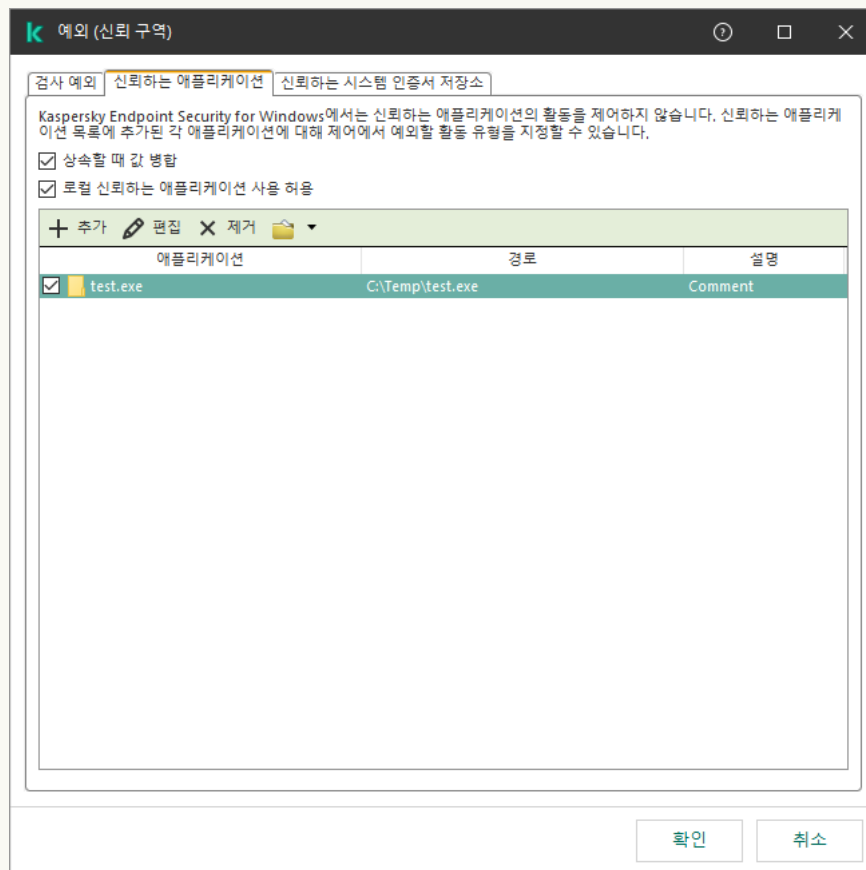 예외 (신뢰 구역)
검사 예외 신뢰하는 애플리케이션 신뢰하는 시스템 인증서 저장소
Kaspersky Endpoint Security for Windows에서는 신뢰하는 애플리케이션의 활동을 제어하지 않습니다. 신뢰하는 애플리케
이션 목록에 추가된 각 애플리케이션에 대해 제어에서 예외할 활동 유형을 지정할 수 있습니다.
상속할 때 값 병합
로컬 신뢰하는 애플리케이션 사용 허용
추가 편집 제거
애플리케이션 경로 설명
test.exe C:\Temp\test.exe Comment
확인 취소